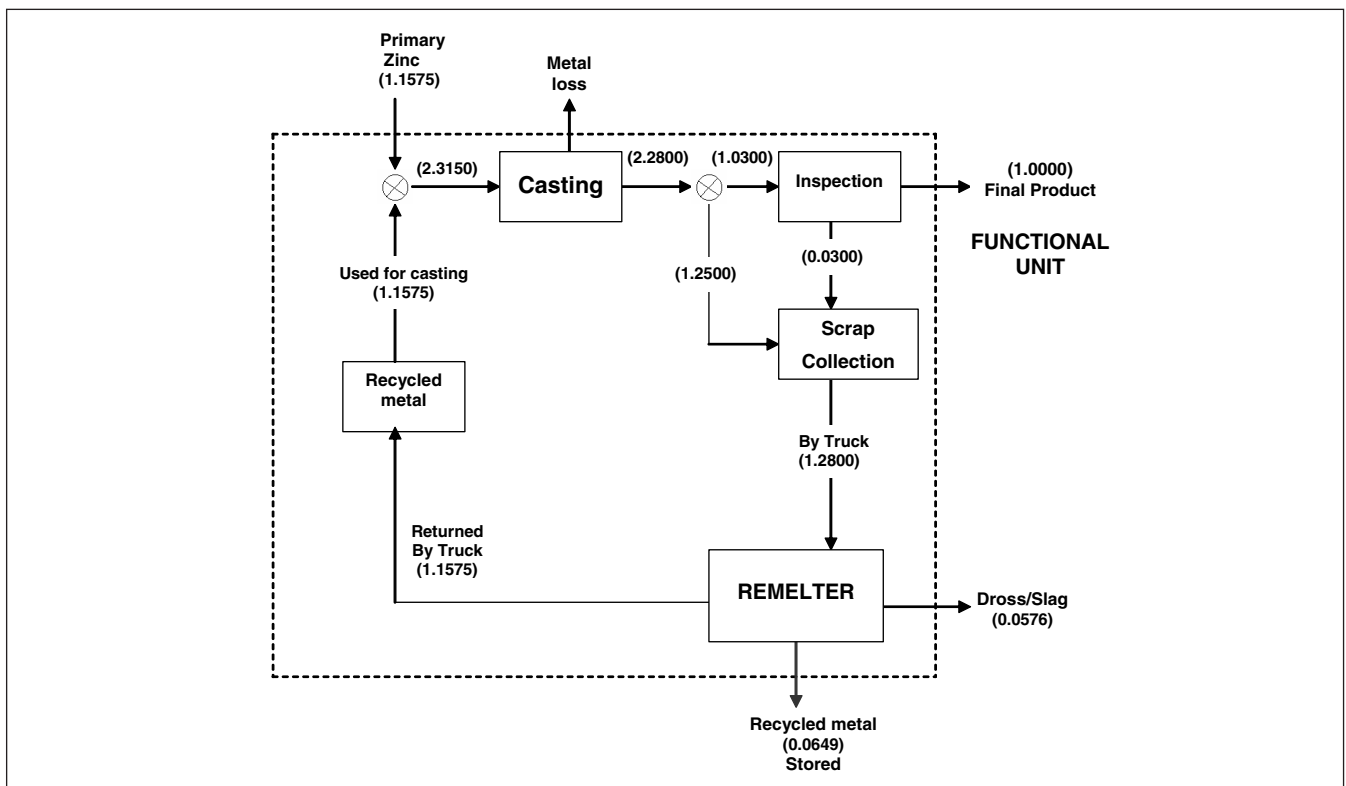 Primary
Zinc
(1.1575)
Metal
loss
(2.3150)
Casting
(2.2800)
(1.0300)
Inspection
(1.0000)
Final Product
FUNCTIONAL
UNIT
Used for casting
(1.1575)
(1.2500)
(0.0300)
Scrap
Collection
Recycled
metal
By Truck
(1.2800)
Returned
By Truck
(1.1575)
REMELTER
Dross/Slag
(0.0576)
Recycled metal
(0.0649)
Stored